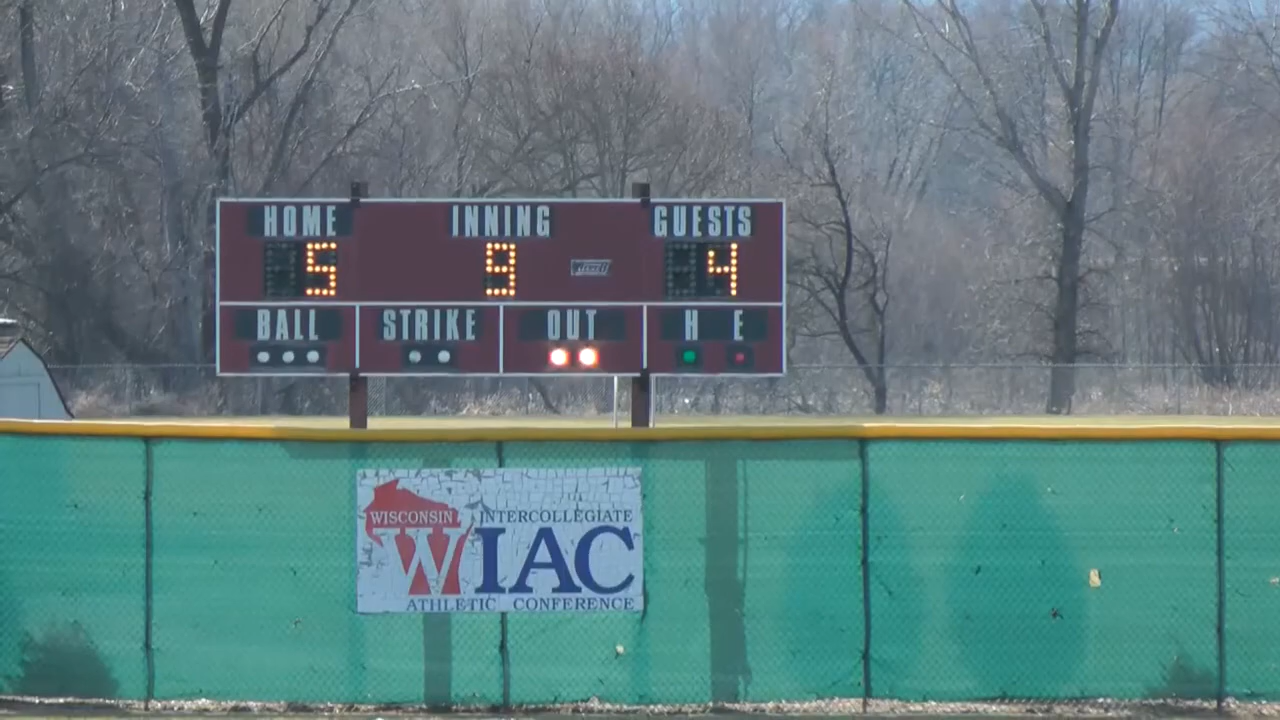 HOME INNING GUESTS
5 9 4
BALL STRIKE OUT H E
WISCONSIN INTERCOLLEGIATE
WIAC
ATHLETIC CONFERENCE